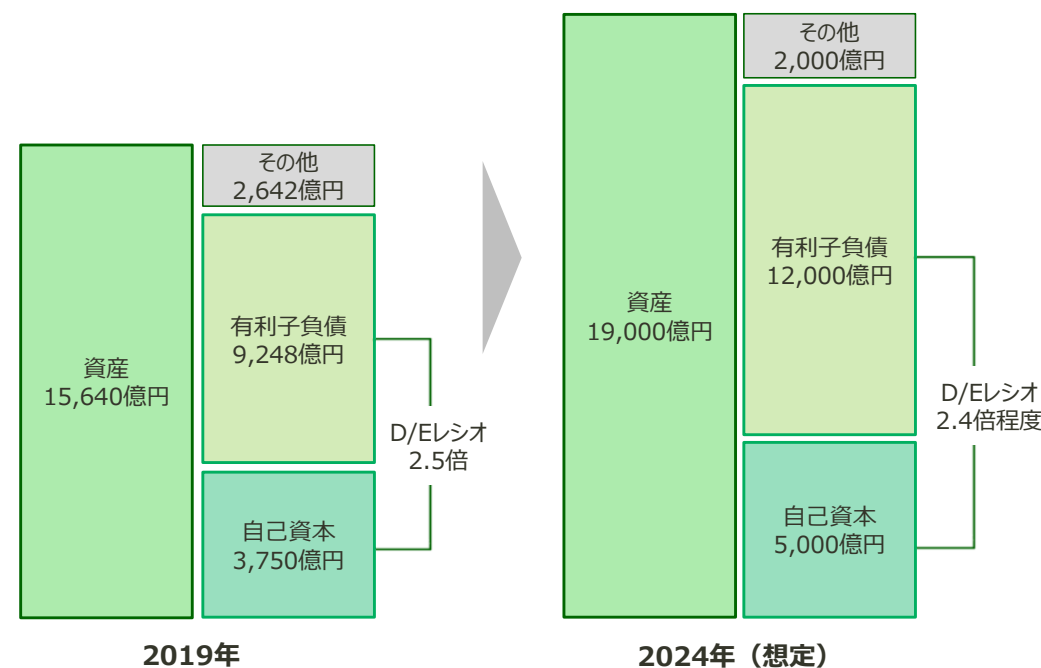 資産
15,640億円
その他
2,642億円
有利子負債
9,248億円
自己資本
3,750億円
D/Eレシオ
2.5倍
2019年
資産
19,000億円
その他
2,000億円
有利子負債
12,000億円
自己資本
5,000億円
D/Eレシオ
2.4倍程度
2024年（想定）